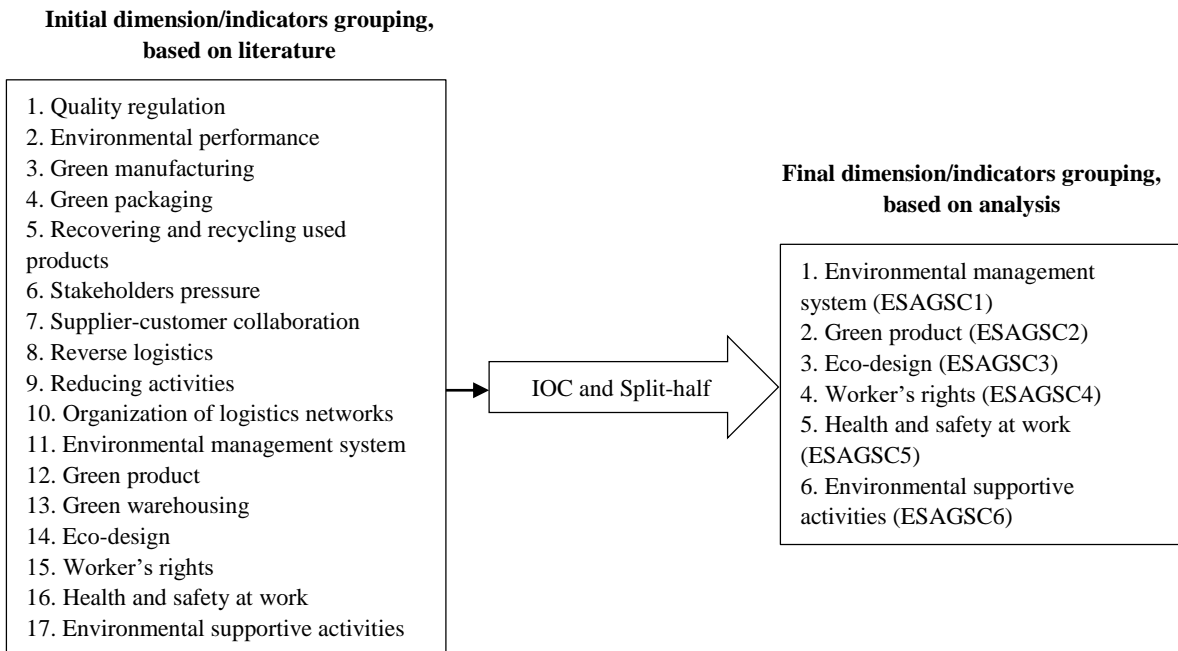 Initial dimension/indicators grouping,
based on literature
1. Quality regulation
2. Environmental performance
3. Green manufacturing
4. Green packaging
5. Recovering and recycling used
products
6. Stakeholders pressure
7. Supplier-customer collaboration
8. Reverse logistics
9. Reducing activities
10. Organization of logistics networks
11. Environmental management system
12. Green product
13. Green warehousing
14. Eco-design
15. Worker’s rights
16. Health and safety at work
17. Environmental supportive activities
IOC and Split-half
Final dimension/indicators grouping,
based on analysis
1. Environmental management
system (ESAGSC1)
2. Green product (ESAGSC2)
3. Eco-design (ESAGSC3)
4. Worker’s rights (ESAGSC4)
5. Health and safety at work
(ESAGSC5)
6. Environmental supportive
activities (ESAGSC6)